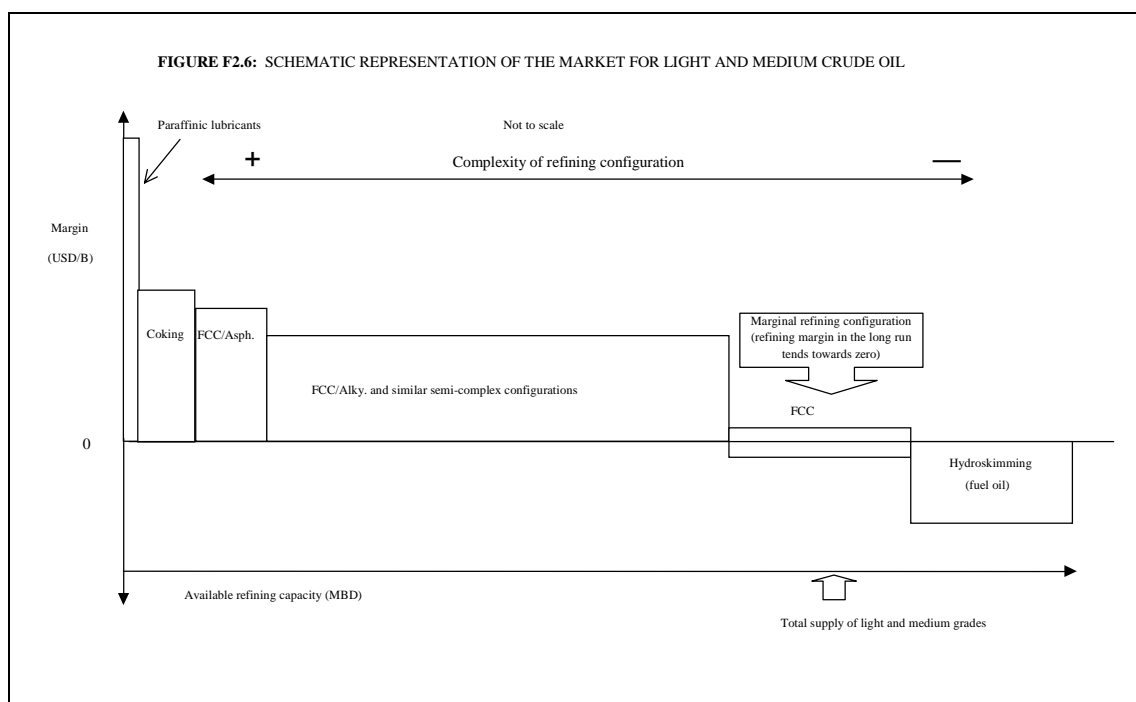 FIGURE F2.6: SCHEMATIC REPRESENTATION OF THE MARKET FOR LIGHT AND MEDIUM CRUDE OIL
Paraffinic lubricants
Not to scale
+
—
Complexity of refining configuration
Margin
(USD/B)
Coking
FCC/Asph.
FCC/Alky. and similar semi-complex configurations
Marginal refining configuration
(refining margin in the long run
tends towards zero)
FCC
0
Hydroskimming
(fuel oil)
Available refining capacity (MBD)
Total supply of light and medium grades